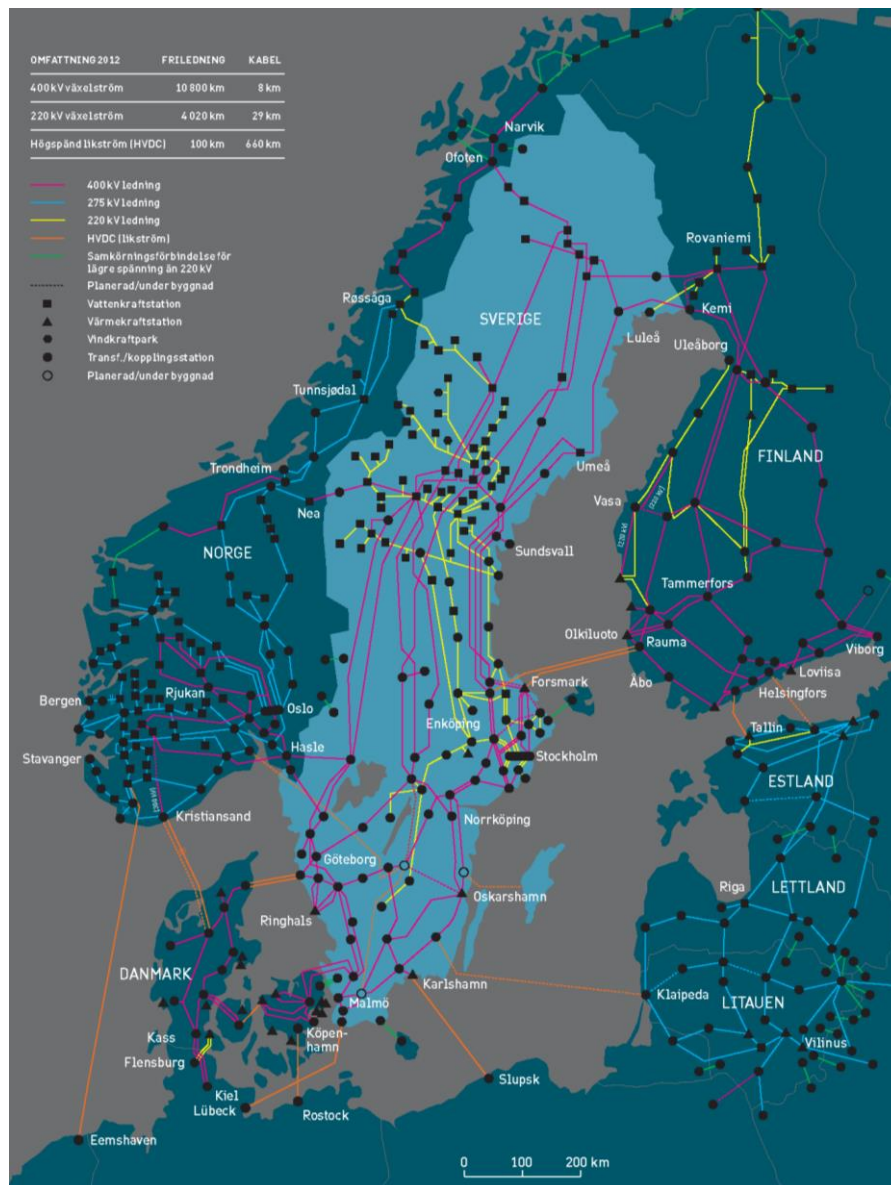 OMFATTNING 2012 FRILEDNING KABEL
400 kV växelström 10 800 km 8 km
220 kV växelström 4 020 km 29 km
Högspänd likström (HVDC) 100 km 660 km
400 kV ledning
275 kV ledning
220 kV ledning
HVDC (likström)
Samkörningsförbindelse för
lägre spänning än 220 kV
Planerad/under byggnad
Vattenkraftstation
Värmekraftstation
Vindkraftpark
Transf./kopplingsstation
Planerad/under byggnad
Narvik
Ofoten
Rovaniemi
Røssåga
SVERIGE
Kemi
Luleå
Uleåborg
Tunnsjødal
FINLAND
Umeå
Trondheim
Nea
Vasa
(220 kV)
(220 kV)
Sundsvall
NORGE
Tammerfors
Olkiluoto
Rauma
Viborg
Forsmark
Loviisa
Åbo
Helsingfors
Rjukan
Bergen
Oslo
Enköping
Tallin
Hasle
Stockholm
Stavanger
ESTLAND
(300 kV)
Kristiansand
Norrköping
Göteborg
Riga
LETTLAND
Oskarshamn
Ringhals
DANMARK
Karlshamn
Klaipeda
LITAUEN
Malmö
Köpen-
hamn
Vilinus
Kass
Flensburg
Kiel
Slupsk
Lübeck
Rostock
Eemshaven
0 100 200 km